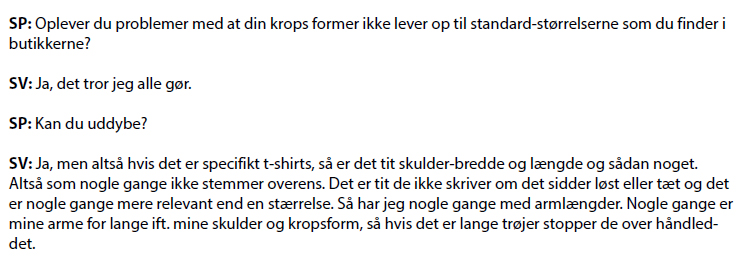 SP: Oplever du problemer med at din krops former ikke lever op til standard-størrelserne som du finder i
butikkerne?
SV: Ja, det tror jeg alle gør.
SP: Kan du uddybe?
SV: Ja, men altså hvis det er specifikt t-shirts, så er det tit skulder-bredde og længde og sådan noget.
Altså som nogle gange ikke stemmer overens. Det er tit de ikke skriver om det sidder løst eller tæt og det
er nogle gange mere relevant end en stærrelse. Så har jeg nogle gange med armlængder. Nogle gange er
mine arme for lange ift. mine skulder og kropsform, så hvis det er lange trøjer stopper de over håndled-
det.